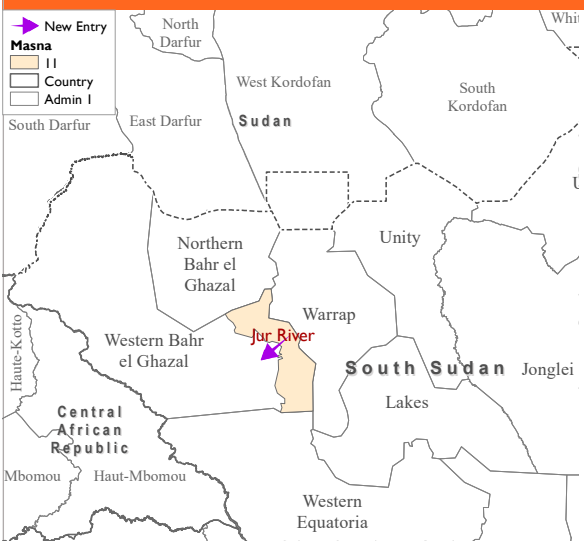 New Entry
Masna
11
Country
Admin 1
North
Darfur
Whi
West Kordofan
South
Kordofan
South Darfur
East Darfur
Sudan
U
Northern
Bahr el
Ghazal
Unity
Warrap
Jur River
Haute-Kotto
Western Bahr
el Ghazal
South Sudan
Jonglei
Lakes
Central
African
Republic
Mbomou
Haut-Mbomou
Western
Equatoria